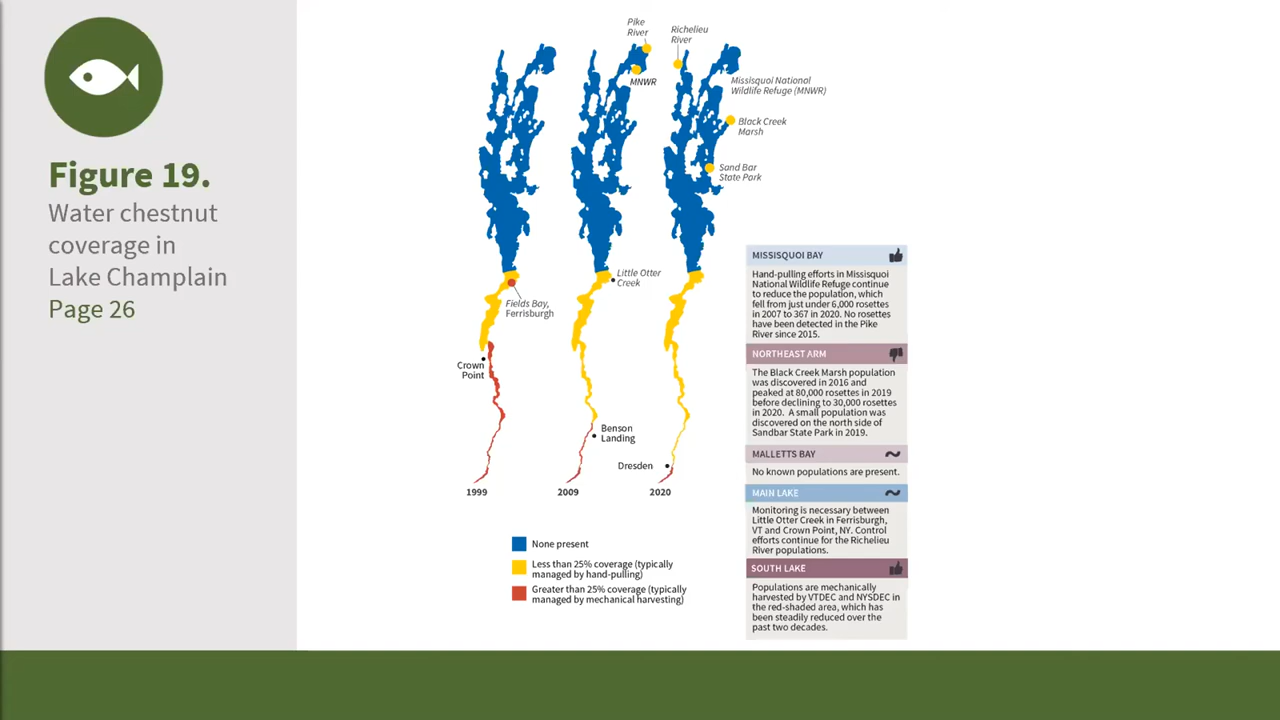 Figure 19.
Water chestnut
coverage in
Lake Champlain
Page 26
Pike
River
MNWR
Richelieu
River
Missisquoi National
Wildlife Refuge (MNWR)
Black Creek
Marsh
Sand Bar
State Park
Little Otter
Creek
Fields Bay,
Ferrisburgh
Crown
Point
Benson
Landing
Dresden
1999
2009
2020
None present
Less than 25% coverage (typically
managed by hand-pulling)
Greater than 25% coverage (typically
managed by mechanical harvesting)
MISSISQUOI BAY
Hand-pulling efforts in Missisquoi
National Wildlife Refuge continue
to reduce the population, which
fell from just under 6,000 rosettes
in 2007 to 367 in 2020. No rosettes
have been detected in the Pike
River since 2015.
NORTHEAST ARM
The Black Creek Marsh population
was discovered in 2016 and
peaked at 80,000 rosettes in 2019
before declining to 30,000 rosettes
in 2020. A small population was
discovered on the north side of
Sandbar State Park in 2019.
MALLETTS BAY
No known populations are present.
MAIN LAKE
Monitoring is necessary between
Little Otter Creek in Ferrisburgh,
VT and Crown Point, NY. Control
efforts continue for the Richelieu
River populations.
SOUTH LAKE
Populations are mechanically
harvested by VTDEC and NYSDEC in
the red-shaded area, which has
been steadily reduced over the
past two decades.